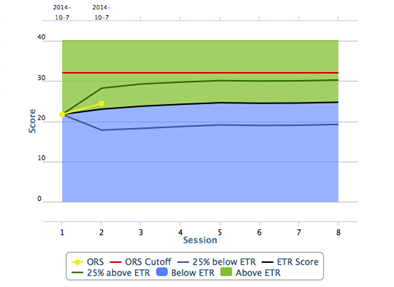 2014-
10-7
2014-
10-7
40
30
20
10
0
Score
1 2 3 4 5 6 7 8
Session
ORS ORS Cutoff 25% below ETR ETR Score
25% above ETR Below ETR Above ETR